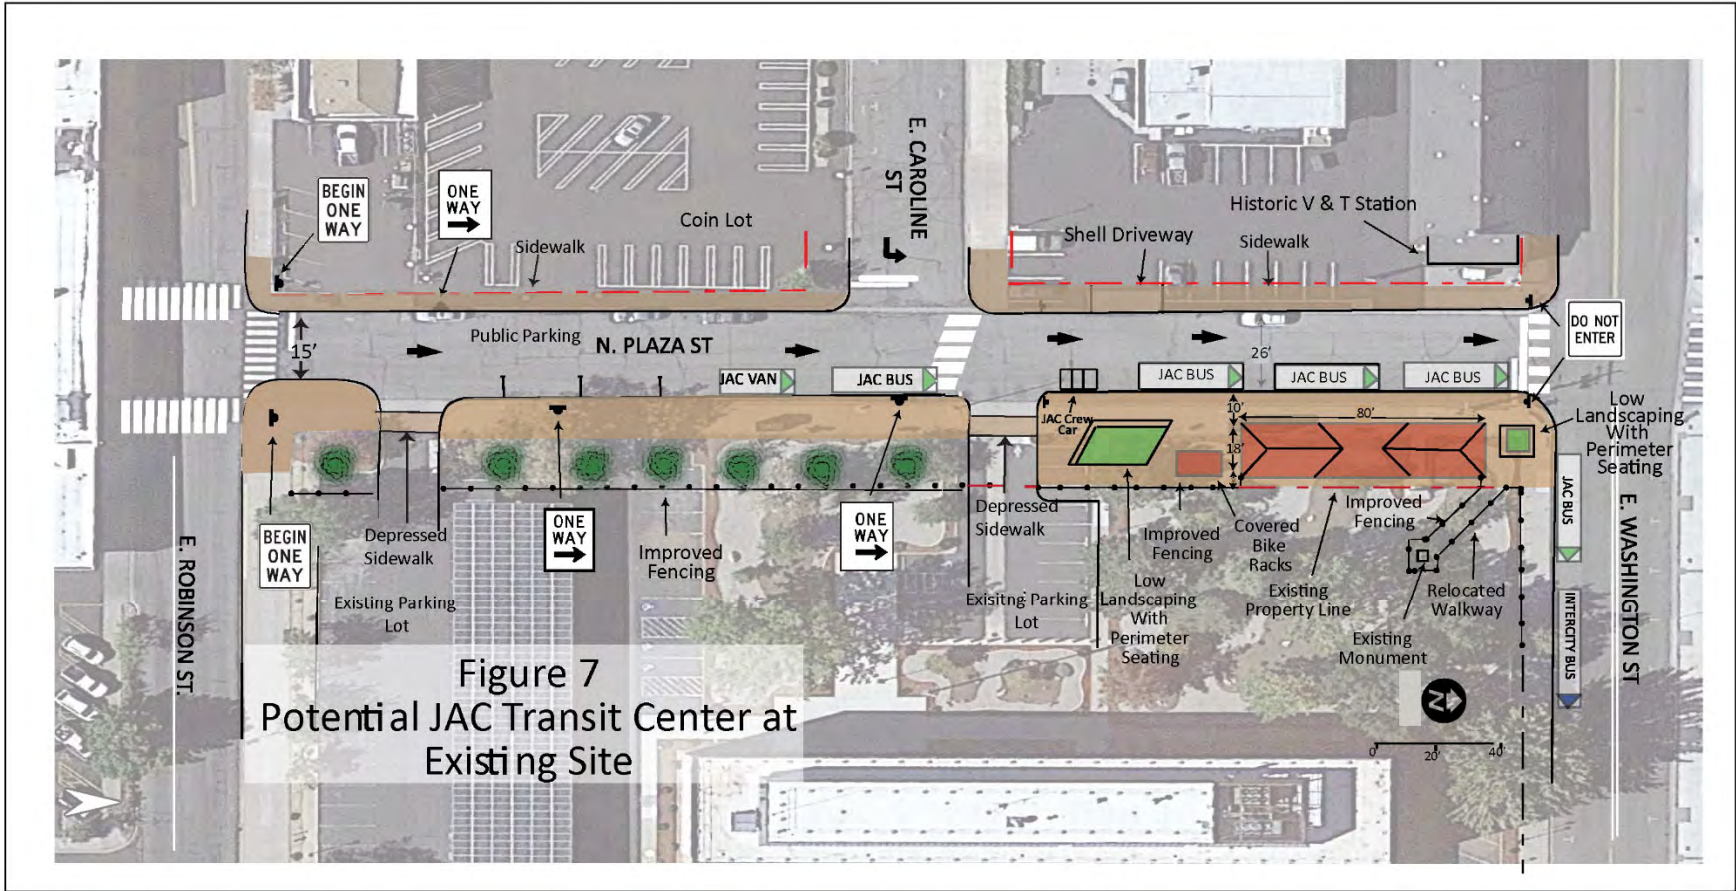 E. CAROLINE
ST
BEGIN
ONE
WAY
ONE
WAY
Coin Lot
Sidewalk
Historic V & T Station
Shell Driveway
Sidewalk
DO NOT
ENTER
15'
Public Parking
N. PLAZA ST
26'
JAC VAN
JAC BUS
JAC BUS
JAC BUS
JAC BUS
JAC Crew
Car
10'
80'
18'
Low
Landscaping
With
Perimeter
Seating
BEGIN
ONE
WAY
Depressed
Sidewalk
ONE
WAY
Improved
Fencing
ONE
WAY
Depressed
Sidewalk
Improved
Fencing
Covered
Bike
Racks
Improved
Fencing
JAC BUS
E. ROBINSON ST.
E. WASHINGTON ST
Existing Parking
Lot
Exisitng Parking
Lot
Low
Landscaping
With
Perimeter
Seating
Existing
Property Line
Relocated
Walkway
Existing
Monument
INTERCITY BUS
Figure 7
Potential JAC Transit Center at
Existing Site
N
0'
20'
40'